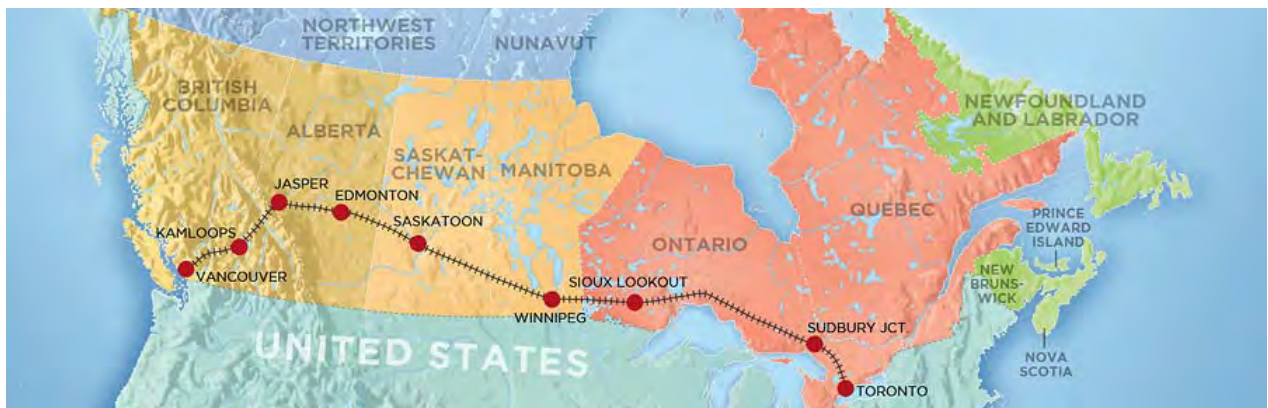 NORTHWEST
TERRITORIES
NUNAVUT
BRITISH
COLUMBIA
ALBERTA
SASKAT-
CHEWAN
MANITOBA
NEWFOUNDLAND
AND LABRADOR
JASPER
EDMONTON
SASKATOON
KAMLOOPS
VANCOUVER
ONTARIO
QUEBEC
PRINCE
EDWARD
ISLAND
NEW
BRUNS-
WICK
SIOUX LOOKOUT
WINNIPEG
SUDBURY JCT.
UNITED STATES
NOVA
SCOTIA
TORONTO